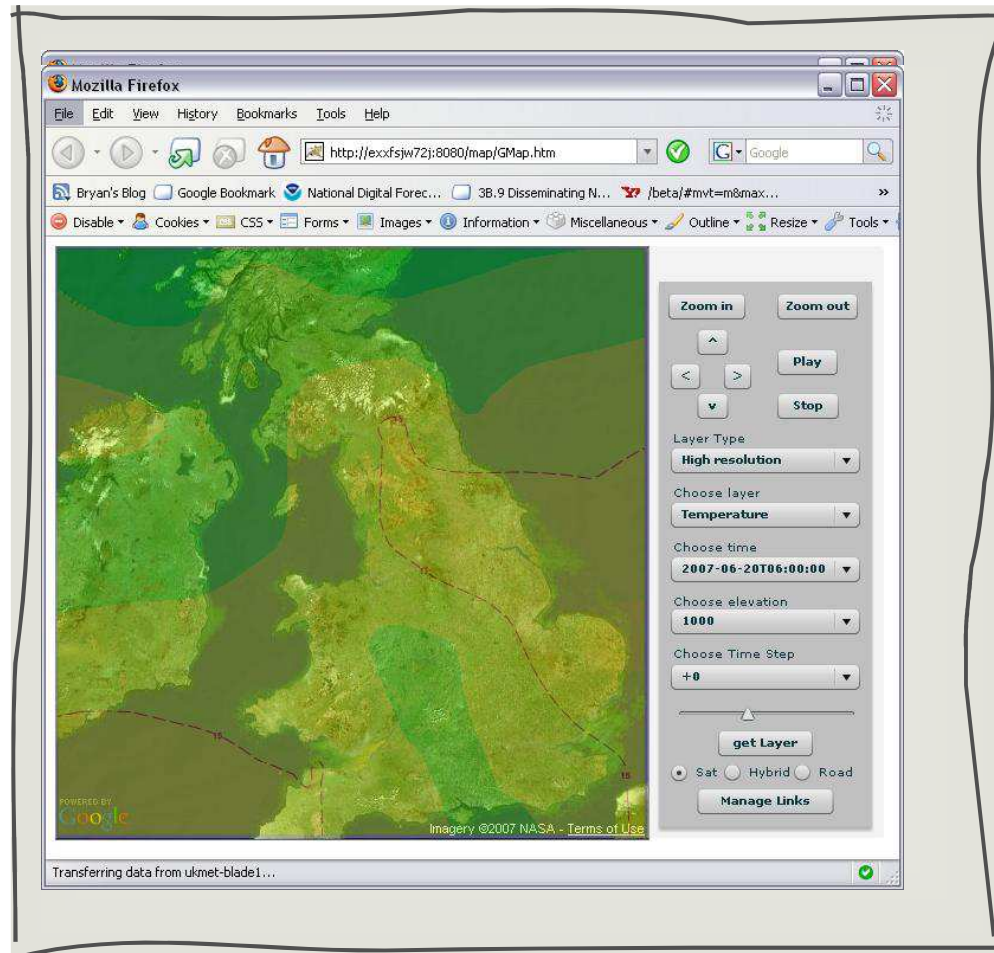 Mozilla Firefox
File Edit View History Bookmarks Tools Help
http://exxfsjw72j:8080/map/GMap.htm G Google
Bryan's Blog Google Bookmark National Digital Forec... 3B.9 Disseminating N... /beta/#mvt=m&max... »
Disable Cookies CSS Forms Images Information Miscellaneous Outline Resize Tools
Zoom in Zoom out
^
Play
< >
v Stop
Layer Type
High resolution
Choose layer
Temperature
Choose time
2007-06-20T06:00:00
Choose elevation
1000
Choose Time Step
+0
get Layer
Sat Hybrid Road
Manage Links
15
15
POWERED BY
Google
Imagery ©2007 NASA - Terms of Use
Transferring data from ukmet-blade1...